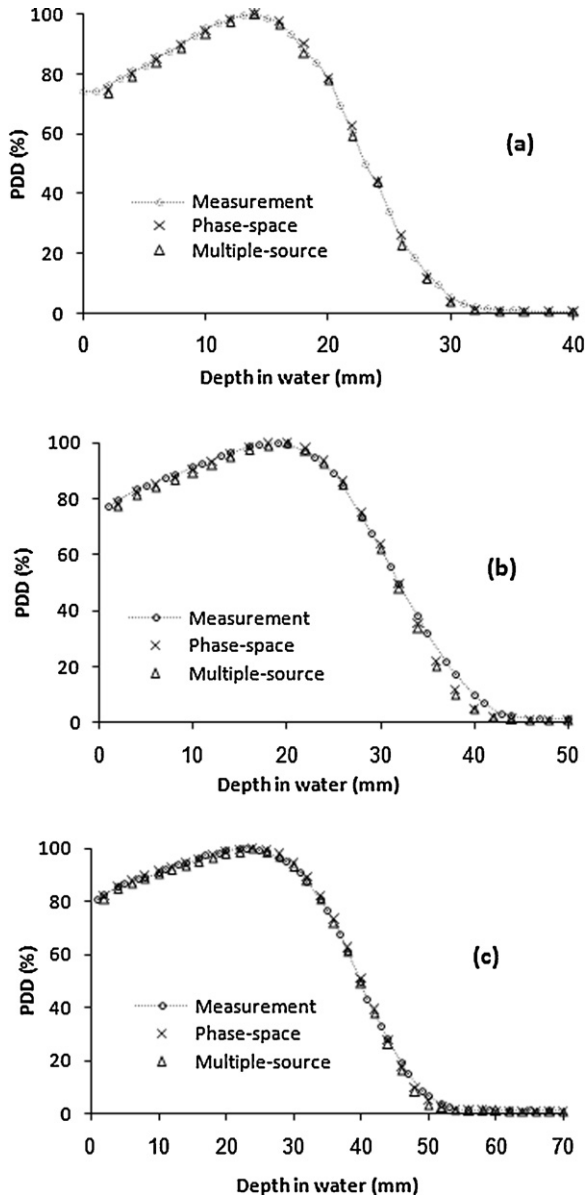 100
80
60
40
20
0
PDD (%)
(a)
Measurement
Phase-space
Multiple-source
0 10 20 30 40
Depth in water (mm)
100
80
60
40
20
0
PDD (%)
(b)
Measurement
Phase-space
Multiple-source
0 10 20 30 40 50
Depth in water (mm)
100
80
60
40
20
0
PDD (%)
(c)
Measurement
Phase-space
Multiple-source
0 10 20 30 40 50 60 70
Depth in water (mm)